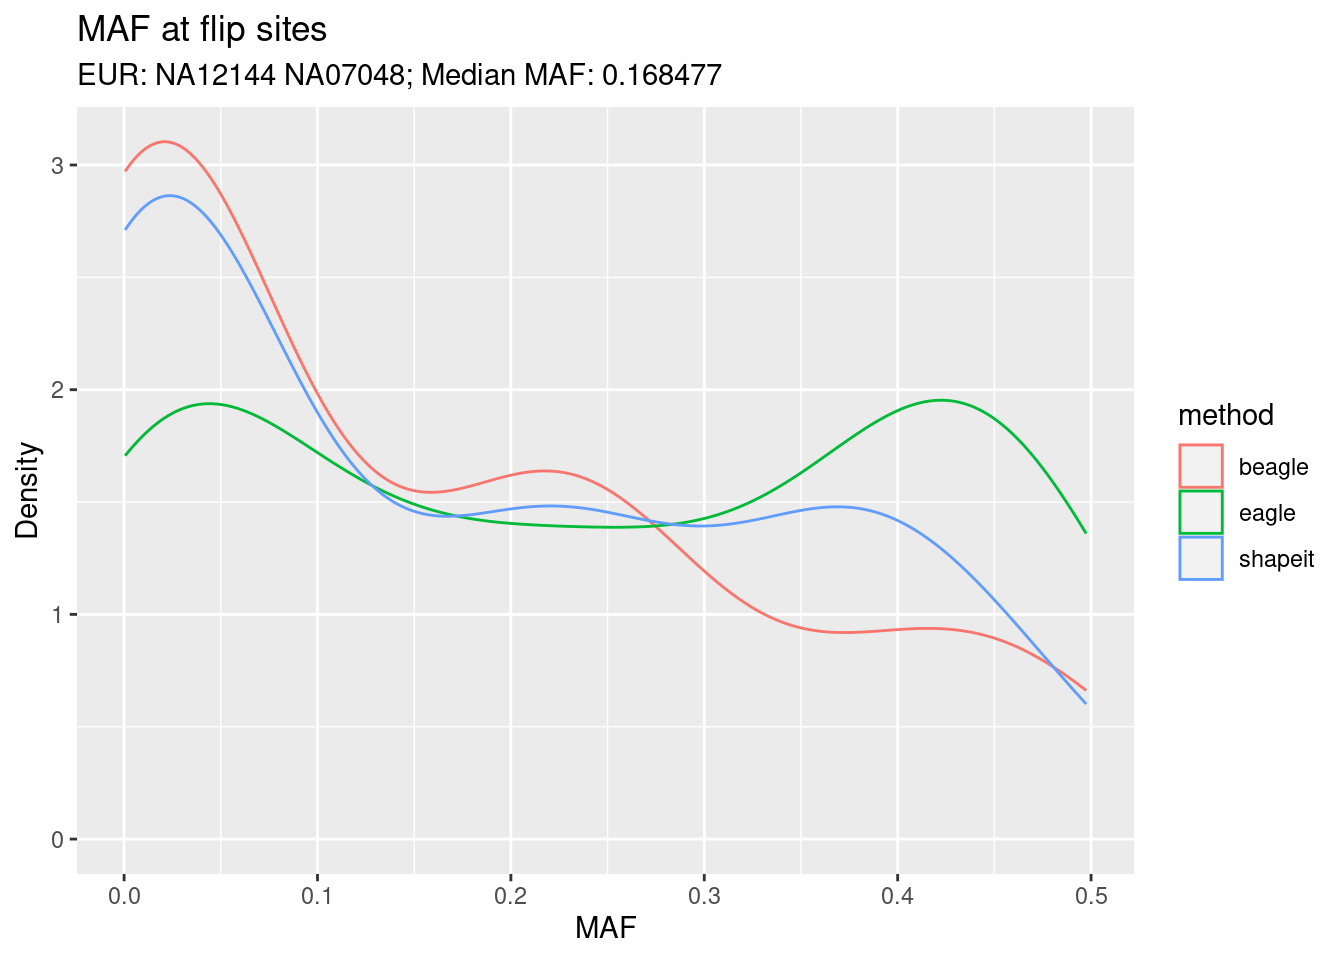 MAF at flip sites
EUR: NA12144 NA07048; Median MAF: 0.168477
3
2
1
0
Density
0.0 0.1 0.2 0.3 0.4 0.5
MAF
method
beagle
eagle
shapeit